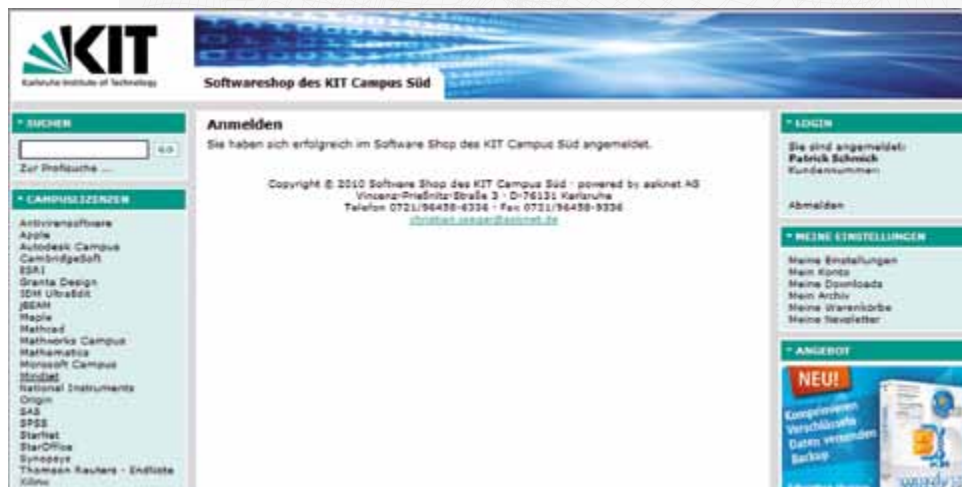 KIT
Karlsruhe Institute of Technology
Softwareshop des KIT Campus Süd
SUCHEN
GO
Zur Profisuche ...
CAMPUSLIZENZEN
Antivirensoftware
Apple
Autodesk Campus
CambridgeSoft
ESRI
Granta Design
IDM UltraEdit
JBEAM
Maple
Mathcad
Mathworks Campus
Mathematica
Microsoft Campus
Mindjet
National Instruments
Origin
SAS
SPSS
StarNet
StarOffice
Synopsys
Thomson Reuters - EndNote
Xilinx
Anmelden
Sie haben sich erfolgreich im Software Shop des KIT Campus Süd angemeldet.
Copyright © 2010 Software Shop des KIT Campus Süd · powered by asknet AG
Vincenz-Prießnitz-Straße 3 · D-76131 Karlsruhe
Telefon 0721/96458-6336 · Fax 0721/96458-9336
LOGIN
Sie sind angemeldet:
Patrick Schmich
Kundennummer:
Abmelden
MEINE EINSTELLUNGEN
Meine Einstellungen
Mein Konto
Meine Downloads
Mein Archiv
Meine Warenkörbe
Meine Newsletter
ANGEBOT
NEU!
Komprimieren
Verschlüsseln
Daten versenden
Backup